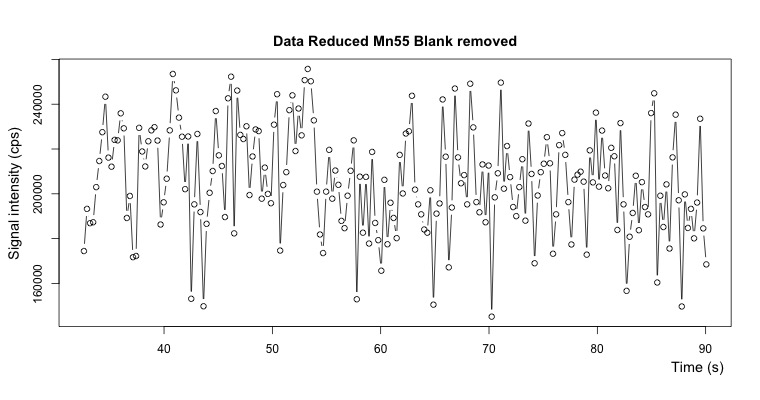 Data Reduced Mn55 Blank removed
Signal intensity (cps)
240000
200000
160000
40 50 60 70 80 90
Time (s)